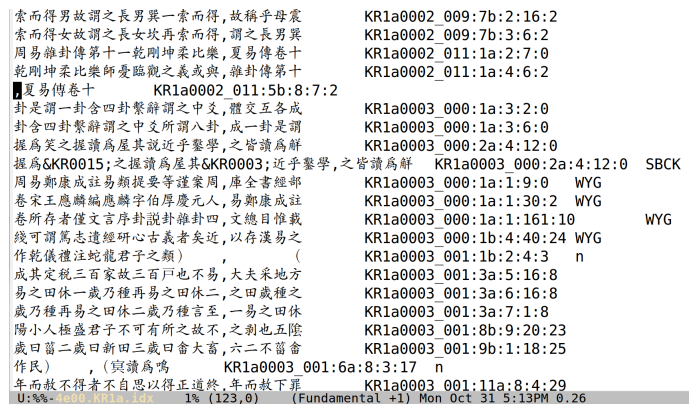 索而得男故謂之長男巽一索而得,故稱乎母震 KR1a0002_009:7b:2:16:2
索而得女故謂之長女坎再索而得,謂之長男巽 KR1a0002_009:7b:3:6:2
周易雜卦傳第十一乾剛坤柔比樂,夏易傳卷十 KR1a0002_011:1a:2:7:0
乾剛坤柔比樂師憂臨觀之義或與,雜卦傳第十 KR1a0002_011:1a:4:6:2
,夏易傳卷十 KR1a0002_011:5b:8:7:2
卦是謂一卦含四卦繫辭謂之中爻,體交互各成 KR1a0003_000:1a:3:2:0
卦含四卦繫辭謂之中爻所謂八卦,成一卦是謂 KR1a0003_000:1a:3:6:0
握爲笑之握讀爲屋其說近乎鑿學,之皆讀爲解 KR1a0003_000:2a:4:12:0
握爲&KR0015;之握讀爲屋其&KR0003;近乎鑿學,之皆讀爲解 KR1a0003_000:2a:4:12:0 SBCK
周易鄭康成註易類提要等謹案周,庫全書經部 KR1a0003_000:1a:1:9:0 WYG
卷宋王應麟編應麟字伯厚慶元人,易鄭康成註 KR1a0003_000:1a:1:30:2 WYG
卷所存者僅文言序卦説卦雜卦四,文總目惟載 KR1a0003_000:1a:1:161:10 WYG
綫可謂篤志遺經研心古義者矣近,以存漢易之 KR1a0003_000:1b:4:40:24 WYG
作乾儀禮注蛇龍君子之類) , ( KR1a0003_001:1b:2:4:3 n
成其定税三百家故三百戸也不易,大夫采地方 KR1a0003_001:3a:5:16:8
易之田休一歲乃種再易之田休二,之田歲種之 KR1a0003_001:3a:6:16:8
歲乃種再易之田休二歲乃種言至,一易之田休 KR1a0003_001:3a:7:1:8
陽小人極盛君子不可有所之故不,之剥也五陰 KR1a0003_001:8b:9:20:23
歲曰菑二歲曰新田三歲曰畬大畜,六二不菑畬 KR1a0003_001:9b:1:18:25
作民) ,(冥讀爲鳴 KR1a0003_001:6a:8:3:17 n
年而赦不得者不自思以得正道終,年而赦下罪 KR1a0003_001:11a:8:4:29
U:%%-4e00.KR1a.idx 1% (123,0) (Fundamental +1) Mon Oct 31 5:13PM 0.26